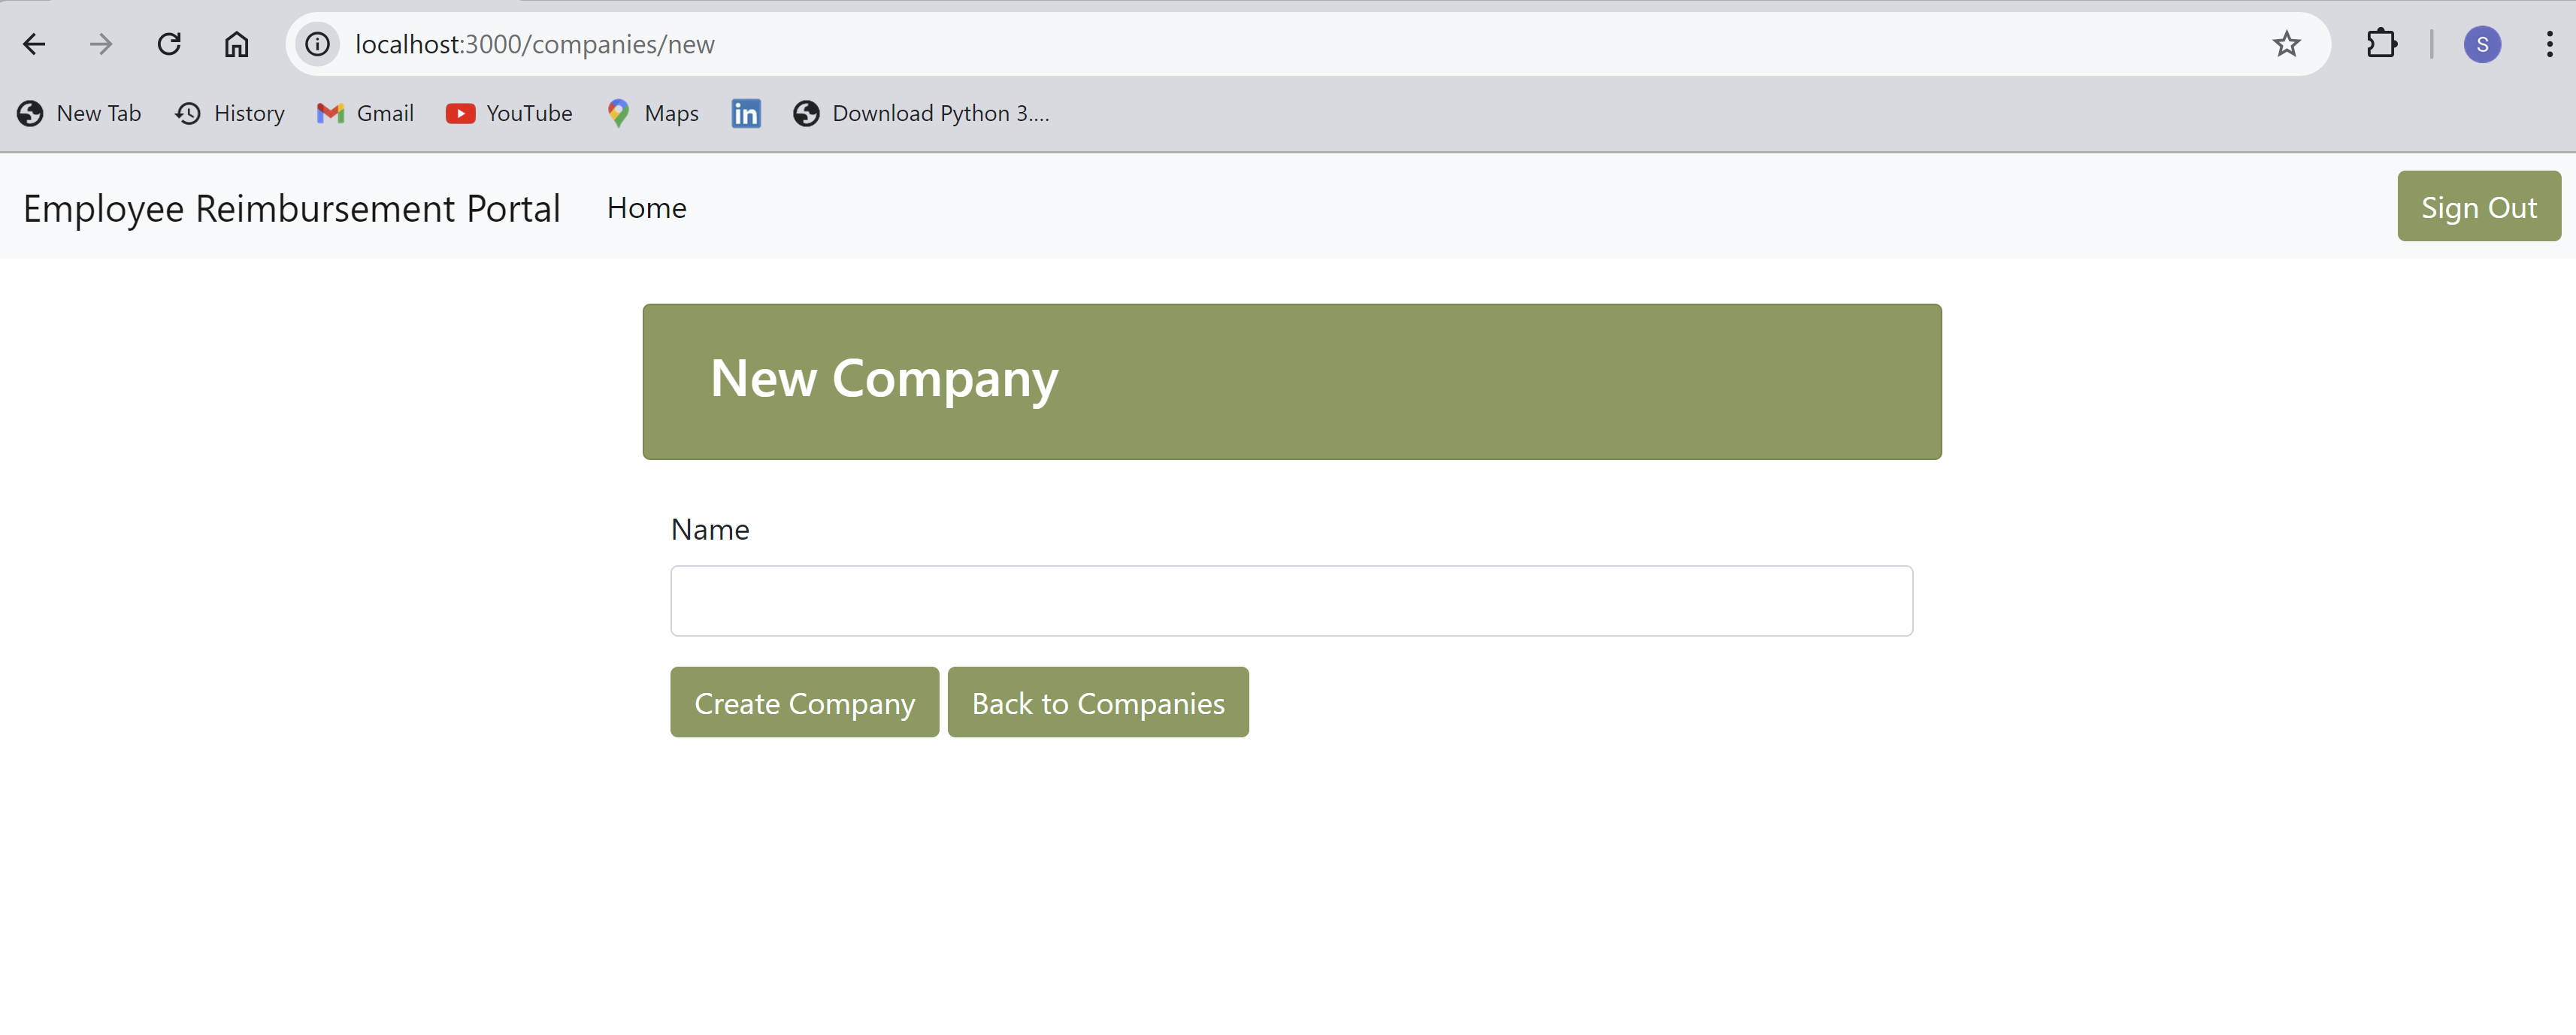 localhost:3000/companies/new
S
New Tab History Gmail YouTube Maps in Download Python 3....
Employee Reimbursement Portal Home Sign Out
New Company
Name
Create Company Back to Companies